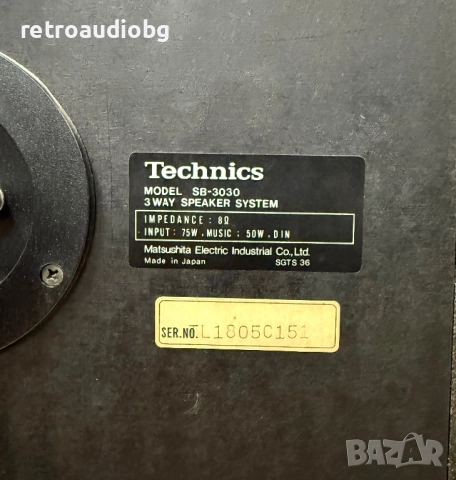 retroaudiobg
Technics
MODEL SB-3030
3 WAY SPEAKER SYSTEM
IMPEDANCE : 8Ω
INPUT : 75W . MUSIC ; 50W . DIN
Matsushita Electric Industrial Co., Ltd.
Made in Japan SGTS 36
SER.NO. TL1805C151
BAZAR